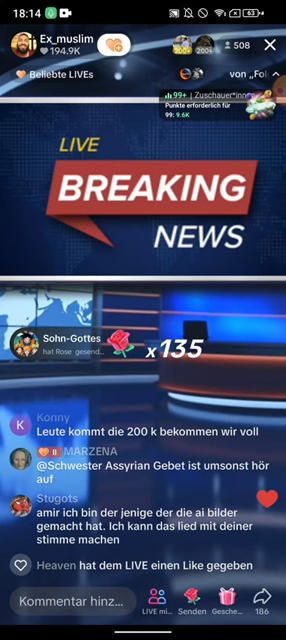 18:14
63
Ex_muslim
194.9K
200+
200+
508
Beliebte LIVEs
von „Fol
99+ | Zuschauer*innen
Punkte erforderlich für
99: 9.6K
LIVE
BREAKING
NEWS
Sohn-Gottes
hat Rose gesend...
x135
Konny
K
Leute kommt die 200 k bekommen wir voll
II MARZENA
@Schwester Assyrian Gebet ist umsonst hör
auf
Stugots
amir ich bin der jenige der die ai bilder
gemacht hat. Ich kann das lied mit deiner
stimme machen
Heaven hat dem LIVE einen Like gegeben
Kommentar hinz...
LIVE mi...
Senden
Gesche...
186